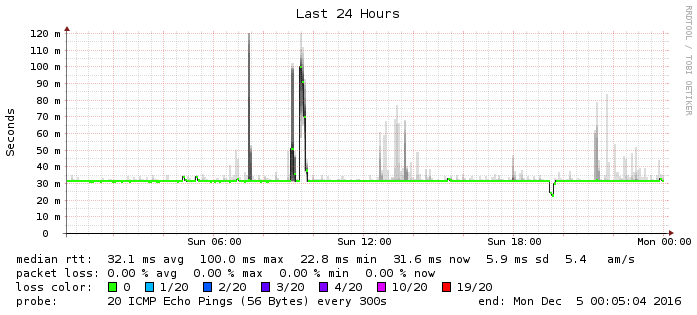 Last 24 Hours
RRDTOOL / TOBI OETIKER
Seconds
120 m
110 m
100 m
90 m
80 m
70 m
60 m
50 m
40 m
30 m
20 m
10 m
0
Sun 06:00 Sun 12:00 Sun 18:00 Mon 00:00
median rtt: 32.1 ms avg 100.0 ms max 22.8 ms min 31.6 ms now 5.9 ms sd 5.4 am/s
packet loss: 0.00 % avg 0.00 % max 0.00 % min 0.00 % now
loss color: 0 1/20 2/20 3/20 4/20 10/20 19/20
probe: 20 ICMP Echo Pings (56 Bytes) every 300s end: Mon Dec 5 00:05:04 2016